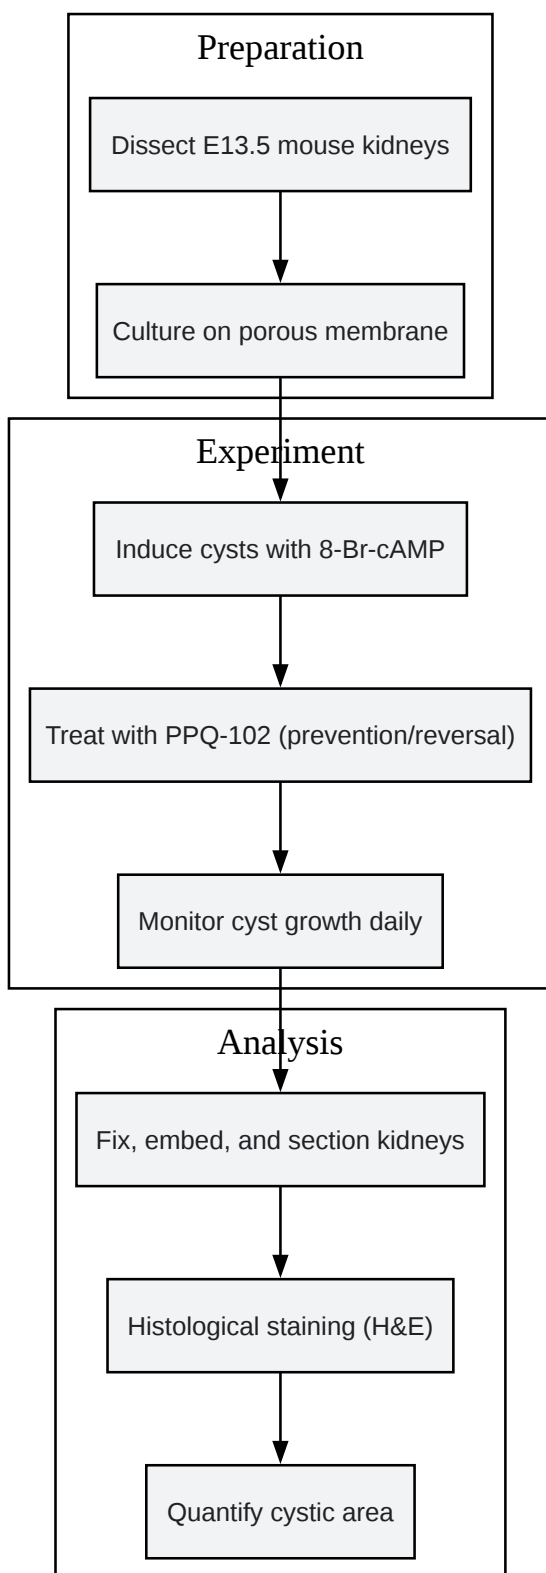 Preparation
Dissect E13.5 mouse kidneys
Culture on porous membrane
Experiment
Induce cysts with 8-Br-cAMP
Treat with PPQ-102 (prevention/reversal)
Monitor cyst growth daily
Analysis
Fix, embed, and section kidneys
Histological staining (H&E)
Quantify cystic area